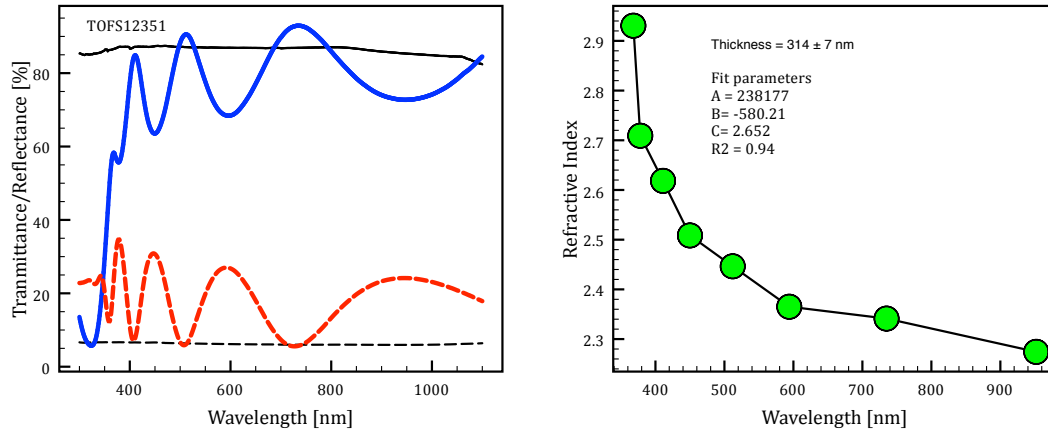 TOFS12351
80
60
40
20
0
Tranmittance/Reflectance [%]
400
600
800
1000
Wavelength [nm]
2.9
2.8
2.7
2.6
2.5
2.4
2.3
Refractive Index
Thickness = 314 ± 7 nm
Fit parameters
A = 238177
B= -580.21
C= 2.652
R2 = 0.94
400
500
600
700
800
900
Wavelength [nm]